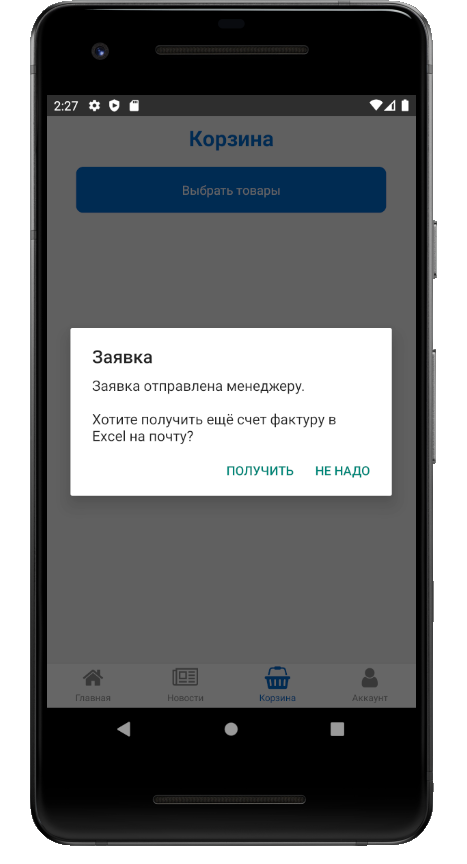 2:27
Корзина
Выбрать товары
Заявка
Заявка отправлена менеджеру.
Хотите получить ещё счет фактуру в
Excel на почту?
ПОЛУЧИТЬ НЕ НАДО
Главная Новости Корзина Аккаунт